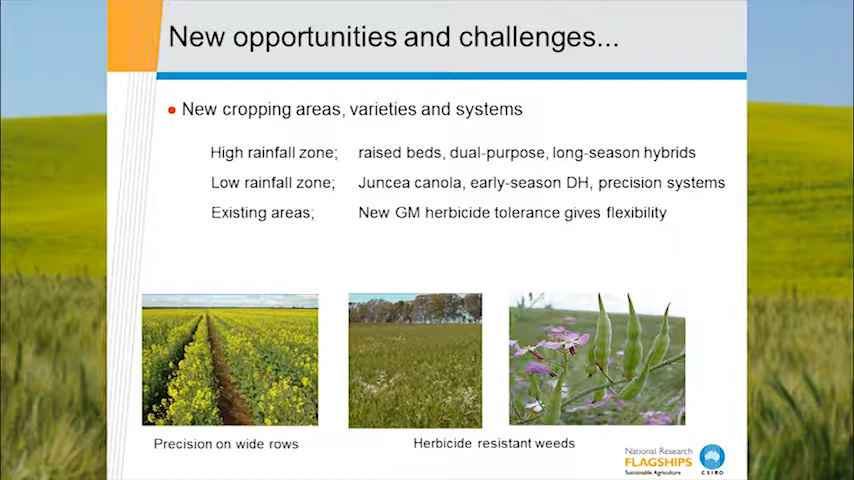 New opportunities and challenges...
New cropping areas, varieties and systems
High rainfall zone; raised beds, dual-purpose, long-season hybrids
Low rainfall zone; Juncea canola, early-season DH, precision systems
Existing areas; New GM herbicide tolerance gives flexibility
Precision on wide rows
Herbicide resistant weeds
National Research
FLAGSHIPS
Sustainable Agriculture
CSIRO